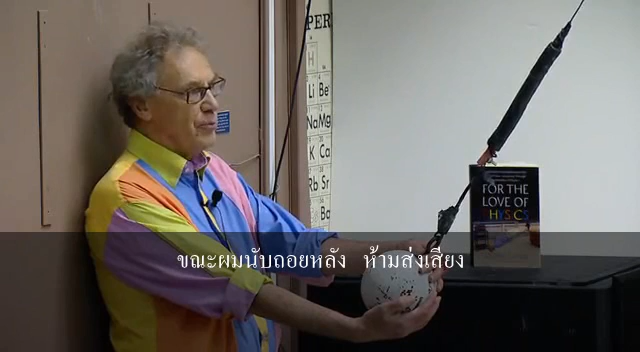 PER
H
Li Be
Na Mg
K Ca
Rb Sr
Ba
FOR THE
LOVE OF
PHYSICS
ขณะผมนับถอยหลัง ห้ามส่งเสียง